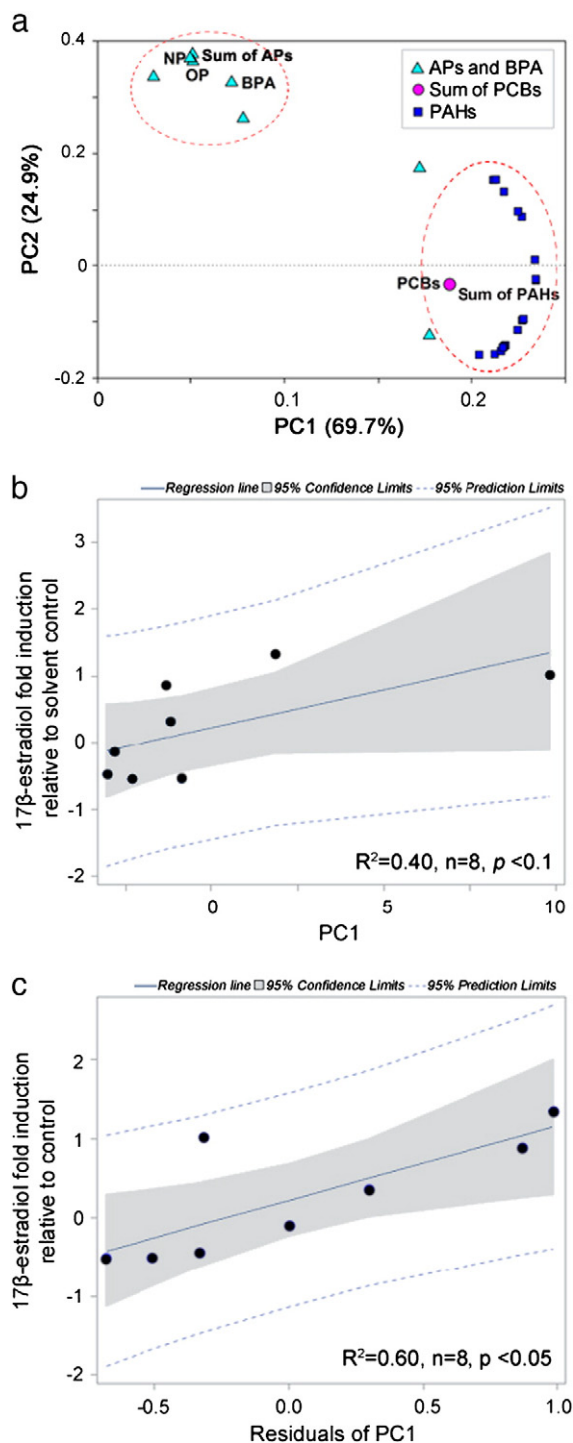 a
0.4
0.2
0
-0.2
PC2 (24.9%)
NP
Sum of APs
OP
BPA
APs and BPA
Sum of PCBs
PAHs
PCBs
Sum of PAHs
0
0.1
0.2
PC1 (69.7%)
b
Regression line 95% Confidence Limits 95% Prediction Limits
3
2
1
0
-1
-2
17β-estradiol fold induction
relative to solvent control
R²=0.40, n=8, p <0.1
0
5
10
PC1
c
Regression line 95% Confidence Limits 95% Prediction Limits
2
1
0
-1
-2
17β-estradiol fold induction
relative to control
R²=0.60, n=8, p <0.05
-0.5
0.0
0.5
1.0
Residuals of PC1